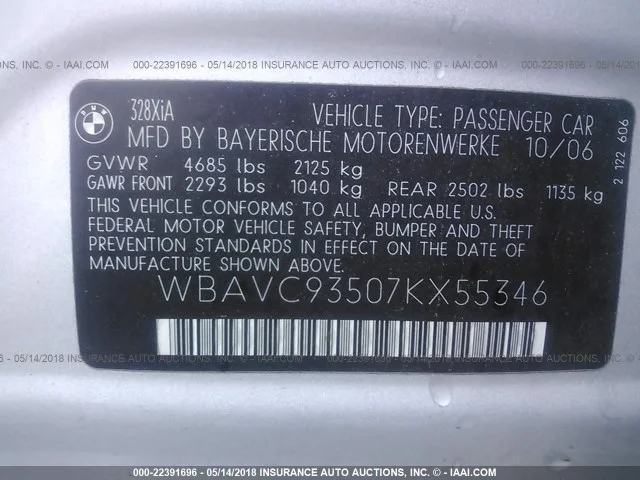 000-22391696 - 05/14/2018 INSURANCE AUTO AUCTIONS, INC. - IAAI.COM
BMW
328XiA
VEHICLE TYPE: PASSENGER CAR
MFD BY BAYERISCHE MOTORENWERKE 10/06
GVWR 4685 lbs 2125 kg
GAWR FRONT 2293 lbs 1040 kg REAR 2502 lbs 1135 kg
THIS VEHICLE CONFORMS TO ALL APPLICABLE U.S.
FEDERAL MOTOR VEHICLE SAFETY, BUMPER AND THEFT
PREVENTION STANDARDS IN EFFECT ON THE DATE OF
MANUFACTURE SHOWN ABOVE.
WBAVC93507KX55346
2 122 606
000-22391696 - 05/14/2018 INSURANCE AUTO AUCTIONS, INC. - IAAI.COM